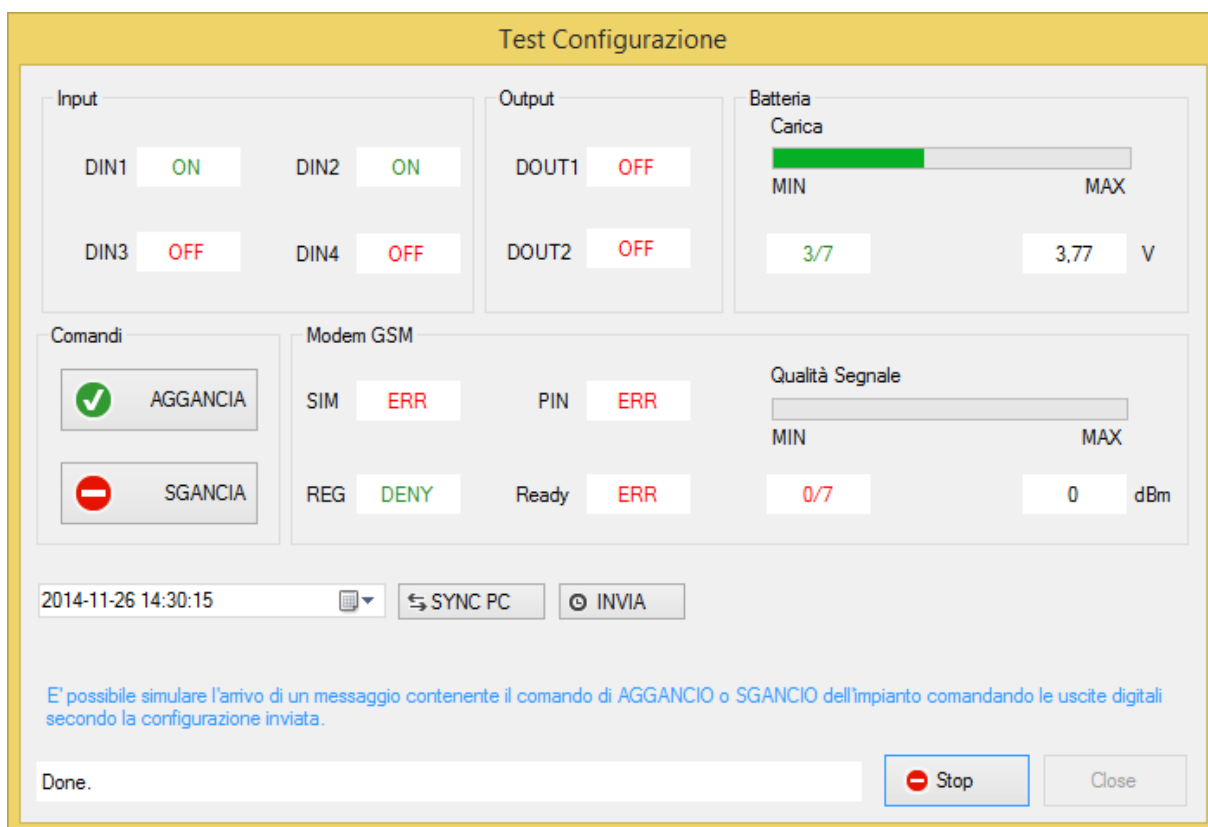 Test Configurazione
Input
Output
Batteria
Carica
DIN1 ON DIN2 ON DOUT1 OFF
MIN MAX
DIN3 OFF DIN4 OFF DOUT2 OFF 3/7 3,77 V
Comandi
Modem GSM
Qualità Segnale
AGGANCIA SIM ERR PIN ERR
MIN MAX
SGANCIA REG DENY Ready ERR 0/7 0 dBm
2014-11-26 14:30:15 SYNC PC INVIA
E' possibile simulare l'arrivo di un messaggio contenente il comando di AGGANCIO o SGANCIO dell'impianto comandando le uscite digitali
secondo la configurazione inviata.
Done. Stop Close